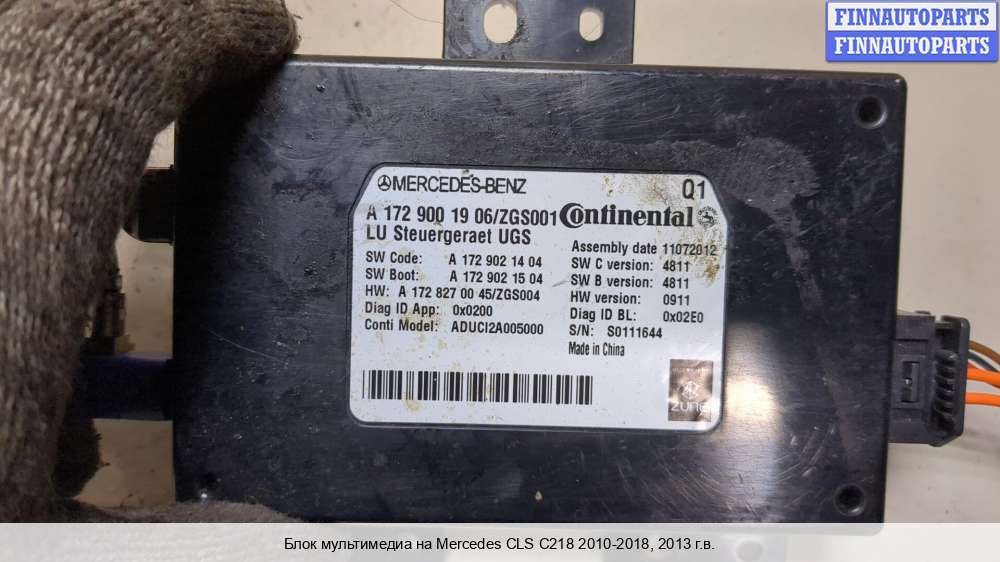 FINNAUTOPARTS
FINNAUTOPARTS
MERCEDES-BENZ
Q1
A 172 900 19 06/ZGS001
Continental
LU Steuergeraet UGS
Assembly date 11072012
SW Code: A 172 902 14 04
SW C version: 4811
SW Boot: A 172 902 15 04
SW B version: 4811
HW: A 172 827 00 45/ZGS004
HW version: 0911
Diag ID App: 0x0200
Diag ID BL: 0x02E0
Conti Model: ADUCI2A005000
S/N: S0111644
Made in China
zune
Блок мультимедиа на Mercedes CLS C218 2010-2018, 2013 г.в.